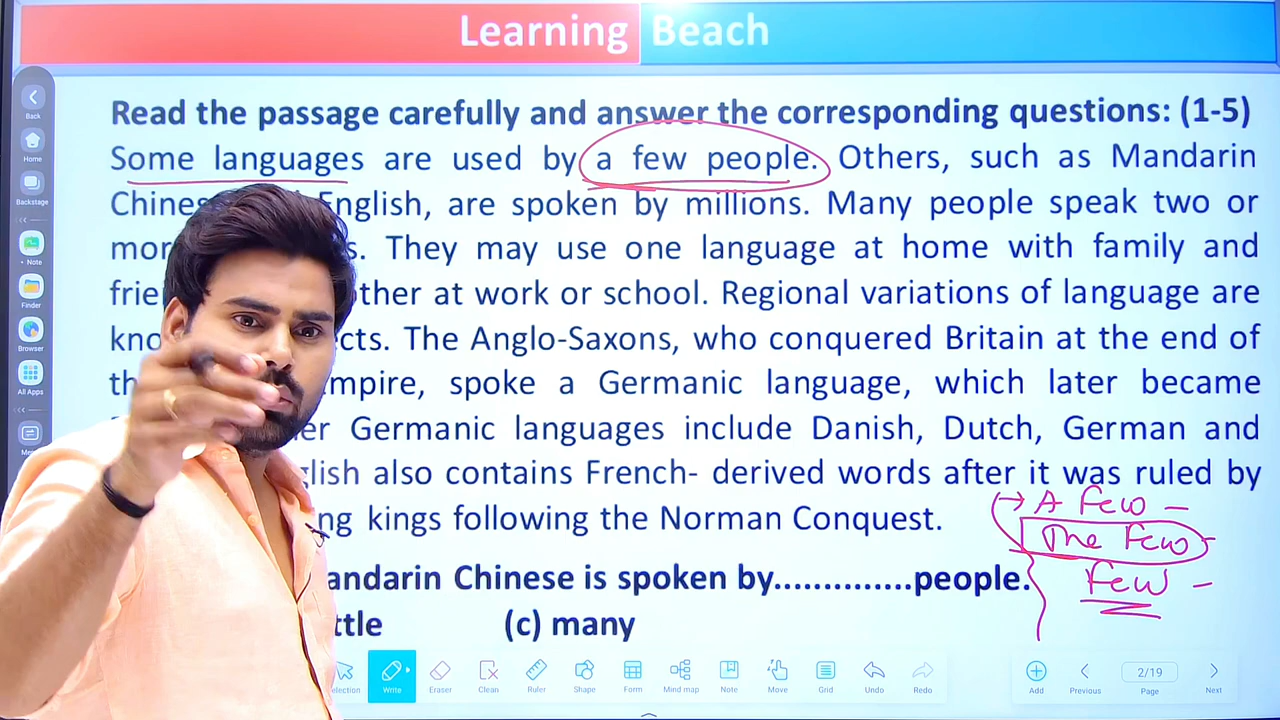 Learning Beach
Back
Home
Backstage
Note
Finder
Browser
All Apps
Read the passage carefully and answer the corresponding questions: (1-5)
Some languages are used by a few people. Others, such as Mandarin
Chines English, are spoken by millions. Many people speak two or
mor s. They may use one language at home with family and
frie other at work or school. Regional variations of language are
kno ects. The Anglo-Saxons, who conquered Britain at the end of
th mpire, spoke a Germanic language, which later became
er Germanic languages include Danish, Dutch, German and
glish also contains French- derived words after it was ruled by
ng kings following the Norman Conquest.
A Few -
The Few -
Few -
andarin Chinese is spoken by..............people.
ttle (c) many
election Write Eraser Clean Ruler Shape Form Mind map Note Move Grid Undo Redo Add Previous 2/19 Page Next